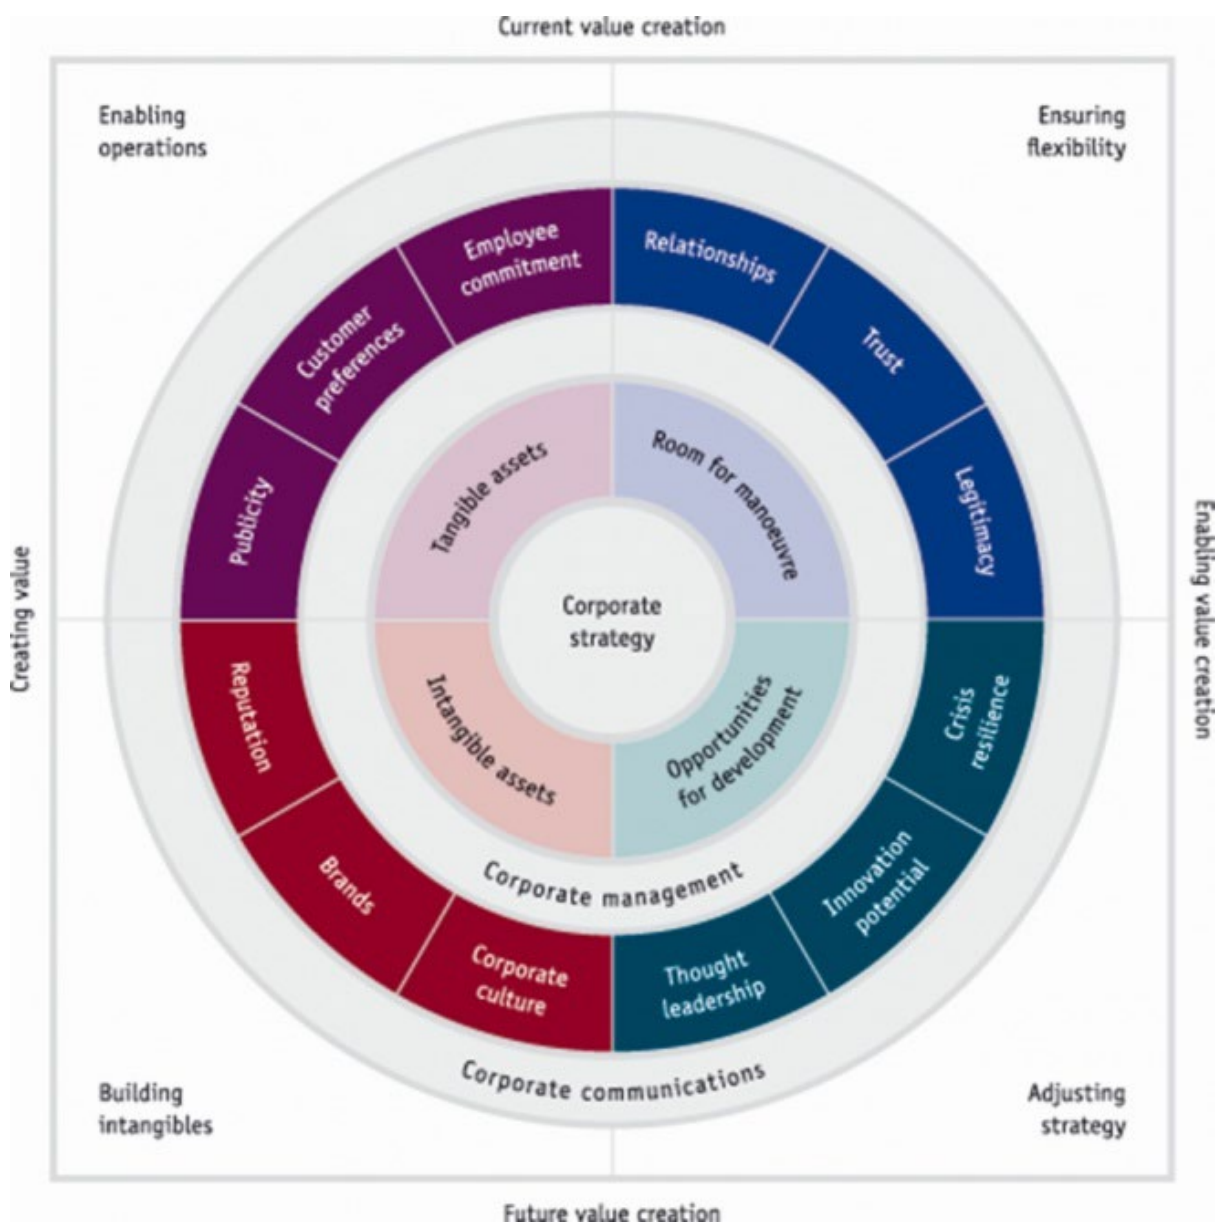 Current value creation
Enabling
operations
Ensuring
flexibility
Employee
commitment
Relationships
Customer
preferences
Trust
Publicity
Legitimacy
Tangible assets
Room for manoeuvre
Creating value
Corporate
strategy
Enabling value creation
Reputation
Intangible assets
Opportunities
for development
Crisis
resilience
Brands
Corporate management
Innovation
potential
Corporate
culture
Thought
leadership
Corporate communications
Building
intangibles
Adjusting
strategy
Future value creation